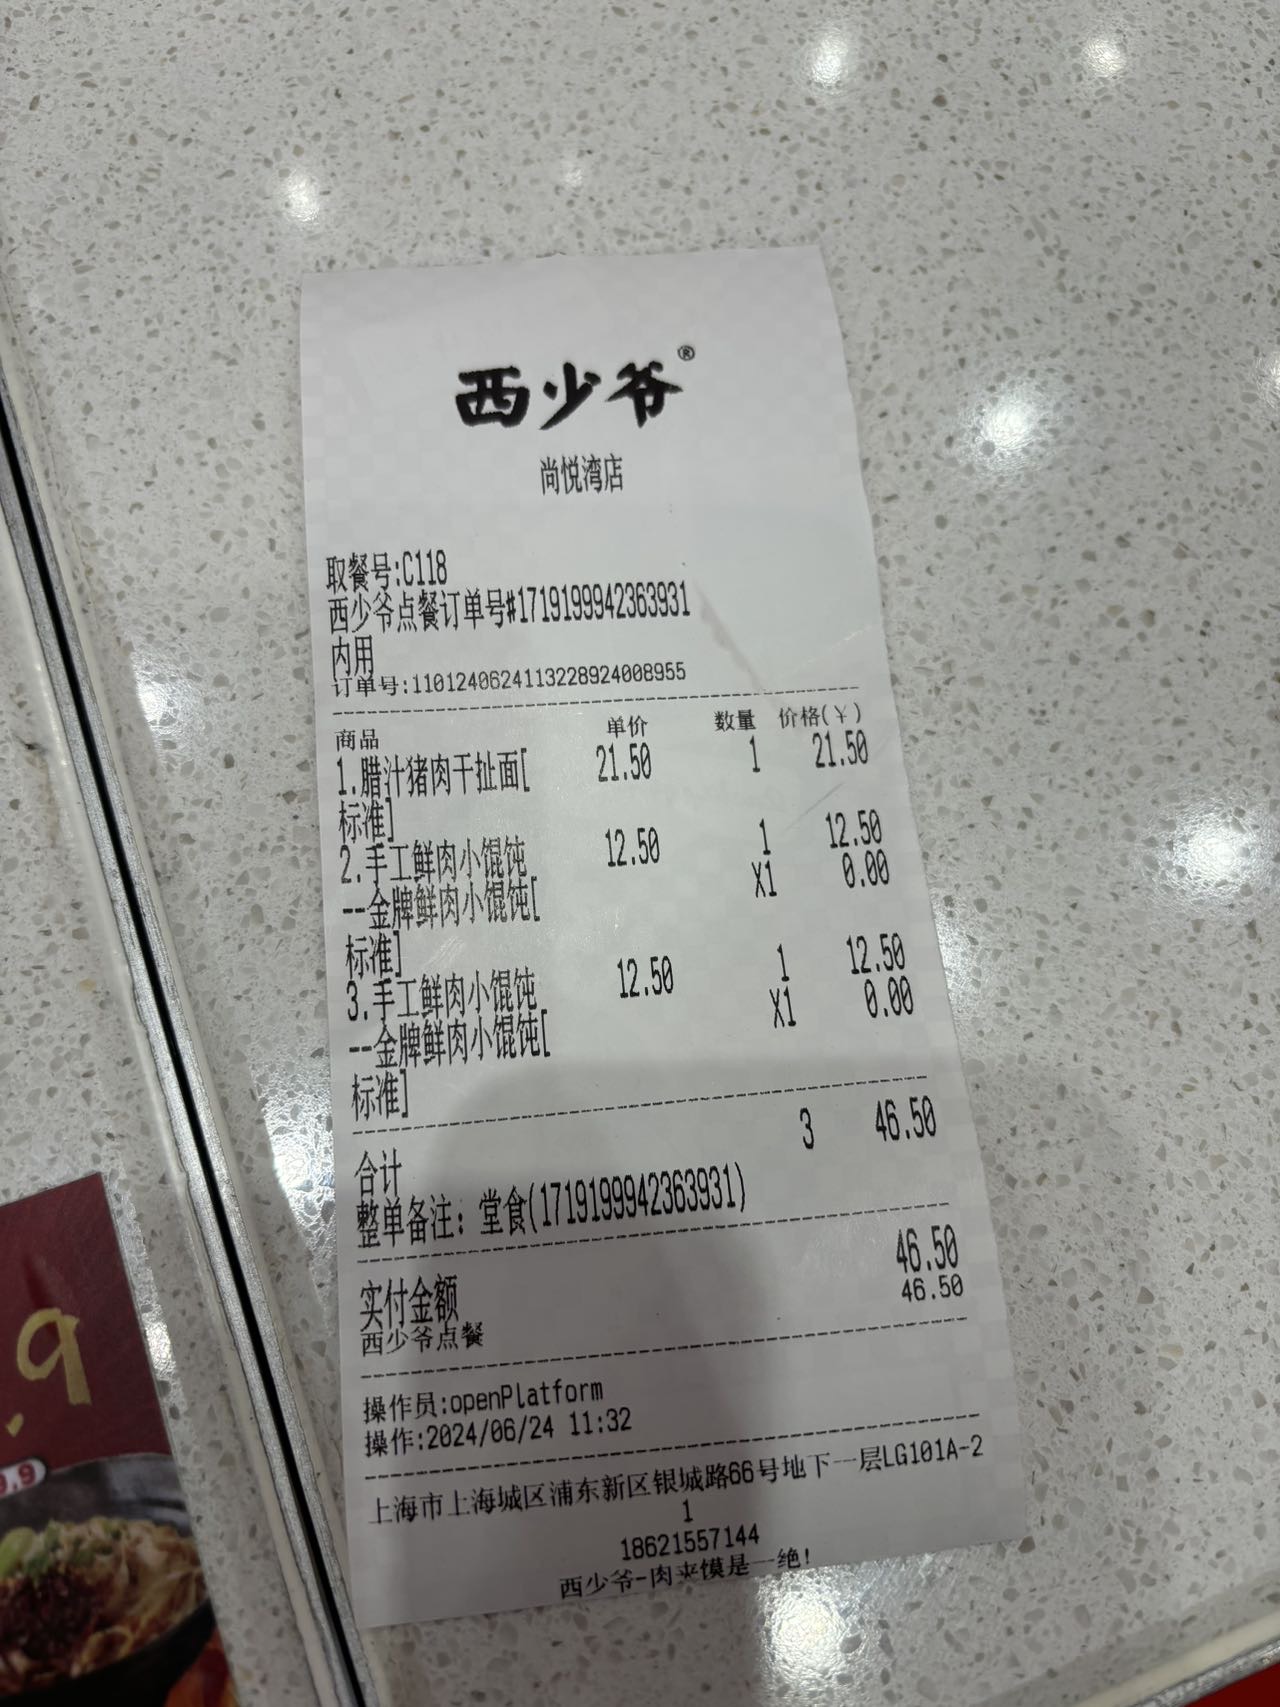 西少爷®
尚悦湾店
取餐号:C118
西少爷点餐订单号#1719199942363931
内用
订单号:11012406241132289240089​55
商品 单价 数量 价格(¥)
1.腊汁猪肉干扯面[ 21.50 1 21.50
标准]
2.手工鲜肉小馄饨 12.50 1 12.50
--金牌鲜肉小馄饨[ X1 0.00
标准]
3.手工鲜肉小馄饨 12.50 1 12.50
--金牌鲜肉小馄饨[ X1 0.00
标准]
合计 3 46.50
整单备注：堂食(1719199942363931)
实付金额 46.50
西少爷点餐 46.50
操作员:openPlatform
操作:2024/06/24 11:32
上海市上海城区浦东新区银城路66号地下一层LG101A-2
1
18621557144
西少爷-肉夹馍是一绝!
.9
9.9